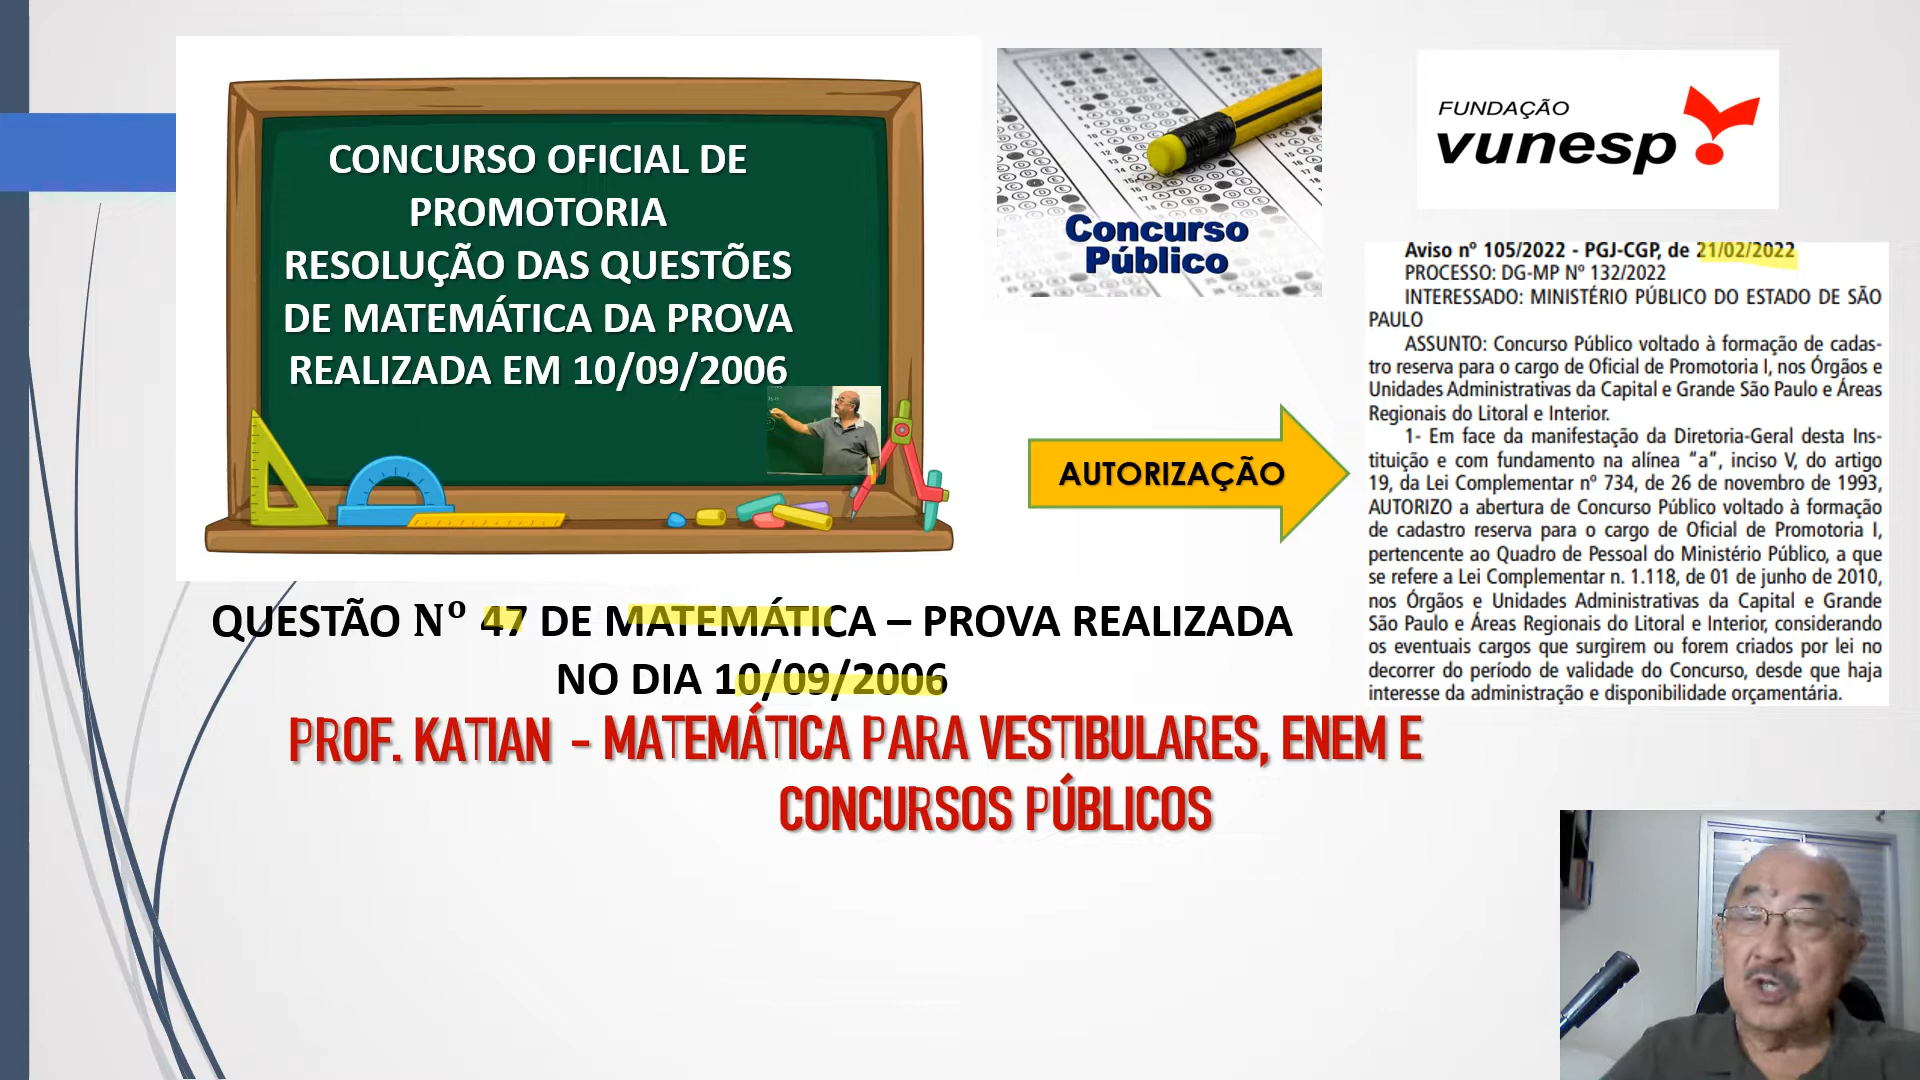 CONCURSO OFICIAL DE
PROMOTORIA
RESOLUÇÃO DAS QUESTÕES
DE MATEMÁTICA DA PROVA
REALIZADA EM 10/09/2006
Concurso
Público
FUNDAÇÃO
vunesp
AUTORIZAÇÃO
Aviso nº 105/2022 - PGJ-CGP, de 21/02/2022
PROCESSO: DG-MP Nº 132/2022
INTERESSADO: MINISTÉRIO PÚBLICO DO ESTADO DE SÃO
PAULO
ASSUNTO: Concurso Público voltado à formação de cadas-
tro reserva para o cargo de Oficial de Promotoria I, nos Órgãos e
Unidades Administrativas da Capital e Grande São Paulo e Áreas
Regionais do Litoral e Interior.
1- Em face da manifestação da Diretoria-Geral desta Ins-
tituição e com fundamento na alínea “a”, inciso V, do artigo
19, da Lei Complementar nº 734, de 26 de novembro de 1993,
AUTORIZO a abertura de Concurso Público voltado à formação
de cadastro reserva para o cargo de Oficial de Promotoria I,
pertencente ao Quadro de Pessoal do Ministério Público, a que
se refere a Lei Complementar n. 1.118, de 01 de junho de 2010,
nos Órgãos e Unidades Administrativas da Capital e Grande
São Paulo e Áreas Regionais do Litoral e Interior, considerando
os eventuais cargos que surgirem ou forem criados por lei no
decorrer do período de validade do Concurso, desde que haja
interesse da administração e disponibilidade orçamentária.
QUESTÃO Nº 47 DE MATEMÁTICA – PROVA REALIZADA
NO DIA 10/09/2006
PROF. KATIAN - MATEMÁTICA PARA VESTIBULARES, ENEM E
CONCURSOS PÚBLICOS